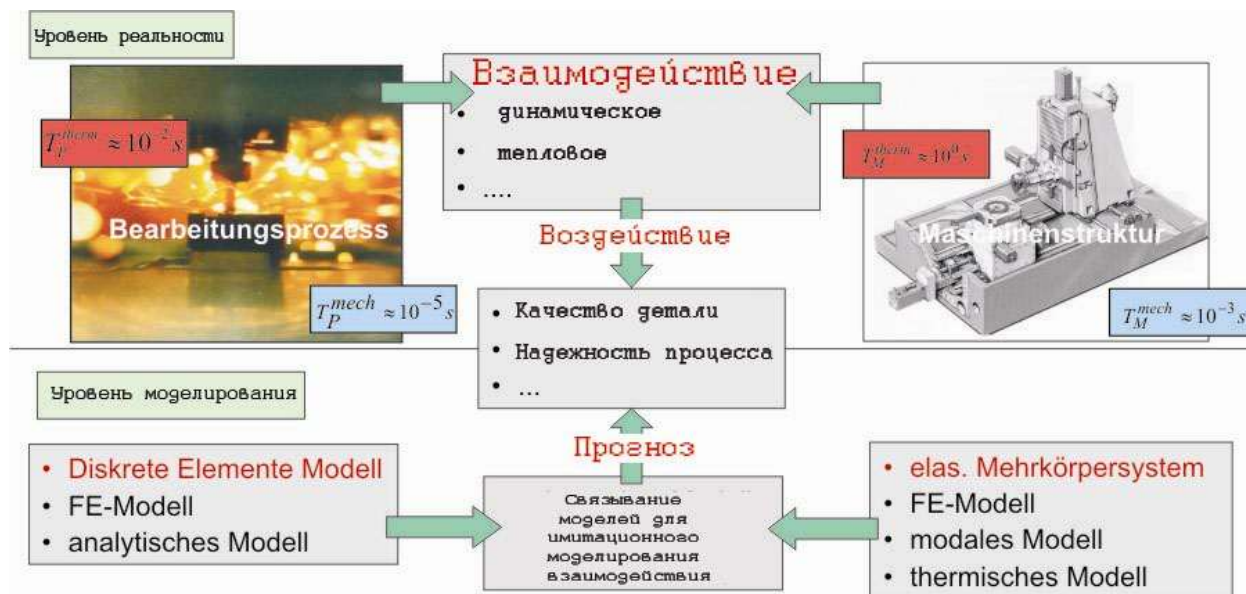 Уровень реальности
Взаимодействие
• динамическое
• тепловое
• ....
T_P^{therm} ≈ 10^{-2} s
Bearbeitungsprozess
T_P^{mech} ≈ 10^{-5} s
T_M^{therm} ≈ 10^{0} s
Maschinenstruktur
T_M^{mech} ≈ 10^{-3} s
Воздействие
• Качество детали
• Надежность процесса
• ...
Уровень моделирования
Прогноз
• Diskrete Elemente Modell
• FE-Modell
• analytisches Modell
Связывание
моделей для
имитационного
моделирования
взаимодействия
• elas. Mehrkörpersystem
• FE-Modell
• modales Modell
• thermisches Modell